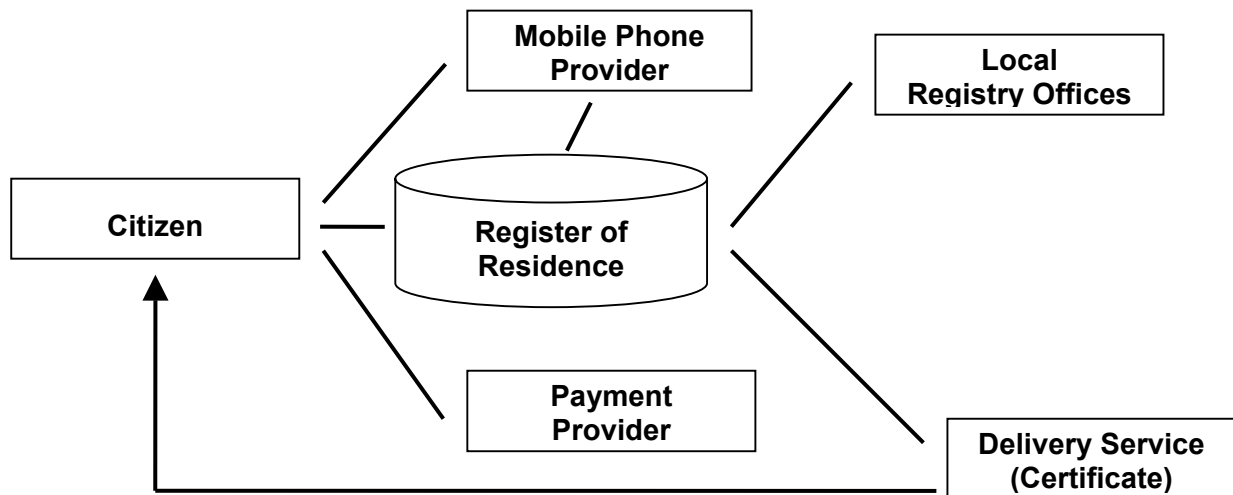 Mobile Phone
Provider
Local
Registry Offices
Citizen
Register of
Residence
Payment
Provider
Delivery Service
(Certificate)